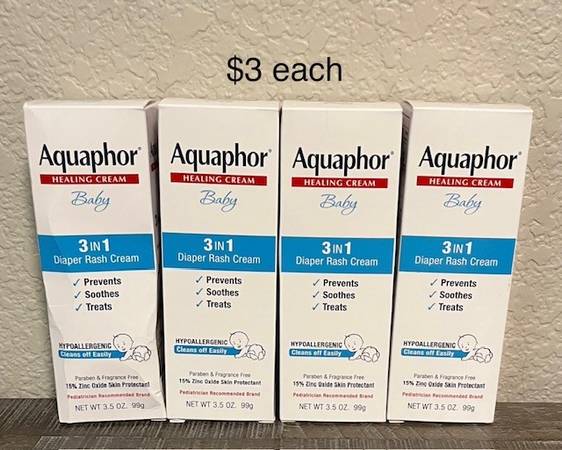 $3 each
Aquaphor®
HEALING CREAM
Baby
3 IN 1
Diaper Rash Cream
✓ Prevents
✓ Soothes
✓ Treats
HYPOALLERGENIC
Cleans off Easily
Paraben & Fragrance Free
15% Zinc Oxide Skin Protectant
Pediatrician Recommended Brand
NET WT 3.5 OZ. 99g
Aquaphor®
HEALING CREAM
Baby
3 IN 1
Diaper Rash Cream
✓ Prevents
✓ Soothes
✓ Treats
HYPOALLERGENIC
Cleans off Easily
Paraben & Fragrance Free
15% Zinc Oxide Skin Protectant
Pediatrician Recommended Brand
NET WT 3.5 OZ. 99g
Aquaphor®
HEALING CREAM
Baby
3 IN 1
Diaper Rash Cream
✓ Prevents
✓ Soothes
✓ Treats
HYPOALLERGENIC
Cleans off Easily
Paraben & Fragrance Free
15% Zinc Oxide Skin Protectant
Pediatrician Recommended Brand
NET WT 3.5 OZ. 99g
Aquaphor®
HEALING CREAM
Baby
3 IN 1
Diaper Rash Cream
✓ Prevents
✓ Soothes
✓ Treats
HYPOALLERGENIC
Cleans off Easily
Paraben & Fragrance Free
15% Zinc Oxide Skin Protectant
Pediatrician Recommended Brand
NET WT 3.5 OZ. 99g